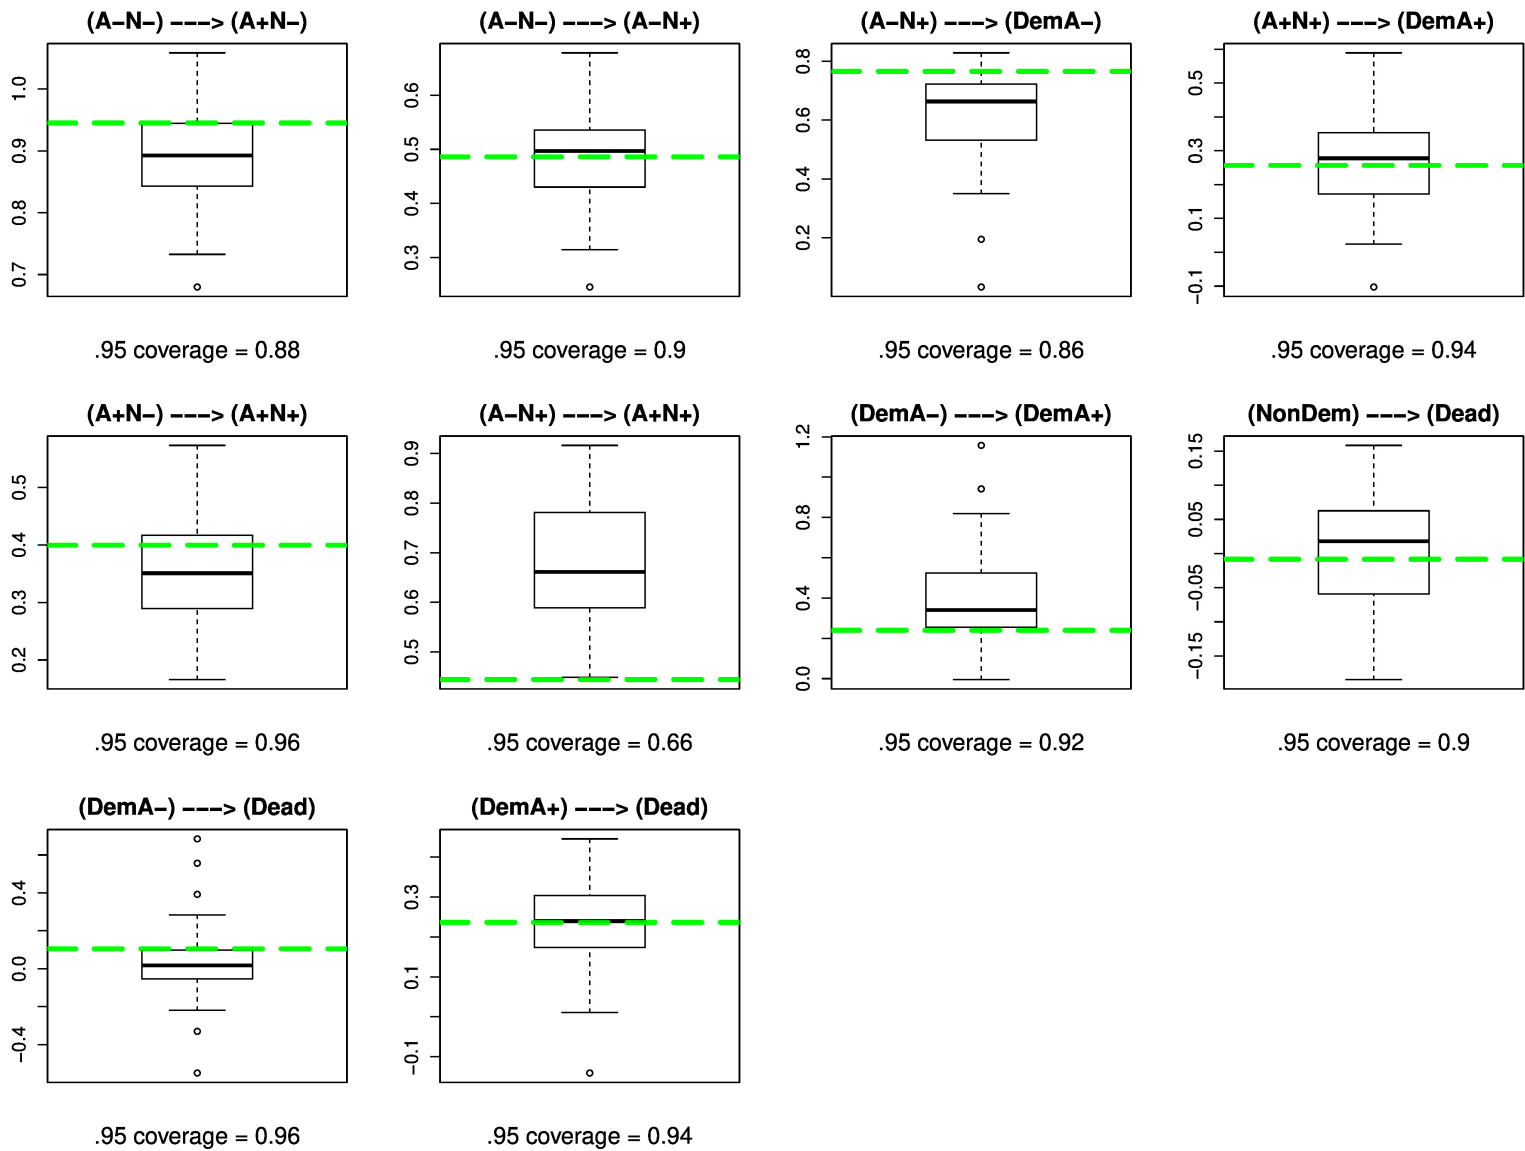 (A−N−) −−−> (A+N−)
1.0
0.9
0.8
0.7
.95 coverage = 0.88
(A−N−) −−−> (A−N+)
0.6
0.5
0.4
0.3
.95 coverage = 0.9
(A−N+) −−−> (DemA−)
0.8
0.6
0.4
0.2
.95 coverage = 0.86
(A+N+) −−−> (DemA+)
0.5
0.3
0.1
−0.1
.95 coverage = 0.94
(A+N−) −−−> (A+N+)
0.5
0.4
0.3
0.2
.95 coverage = 0.96
(A−N+) −−−> (A+N+)
0.9
0.8
0.7
0.6
0.5
.95 coverage = 0.66
(DemA−) −−−> (DemA+)
1.2
0.8
0.4
0.0
.95 coverage = 0.92
(NonDem) −−−> (Dead)
0.15
0.05
−0.05
−0.15
.95 coverage = 0.9
(DemA−) −−−> (Dead)
0.4
0.0
−0.4
.95 coverage = 0.96
(DemA+) −−−> (Dead)
0.3
0.1
−0.1
.95 coverage = 0.94